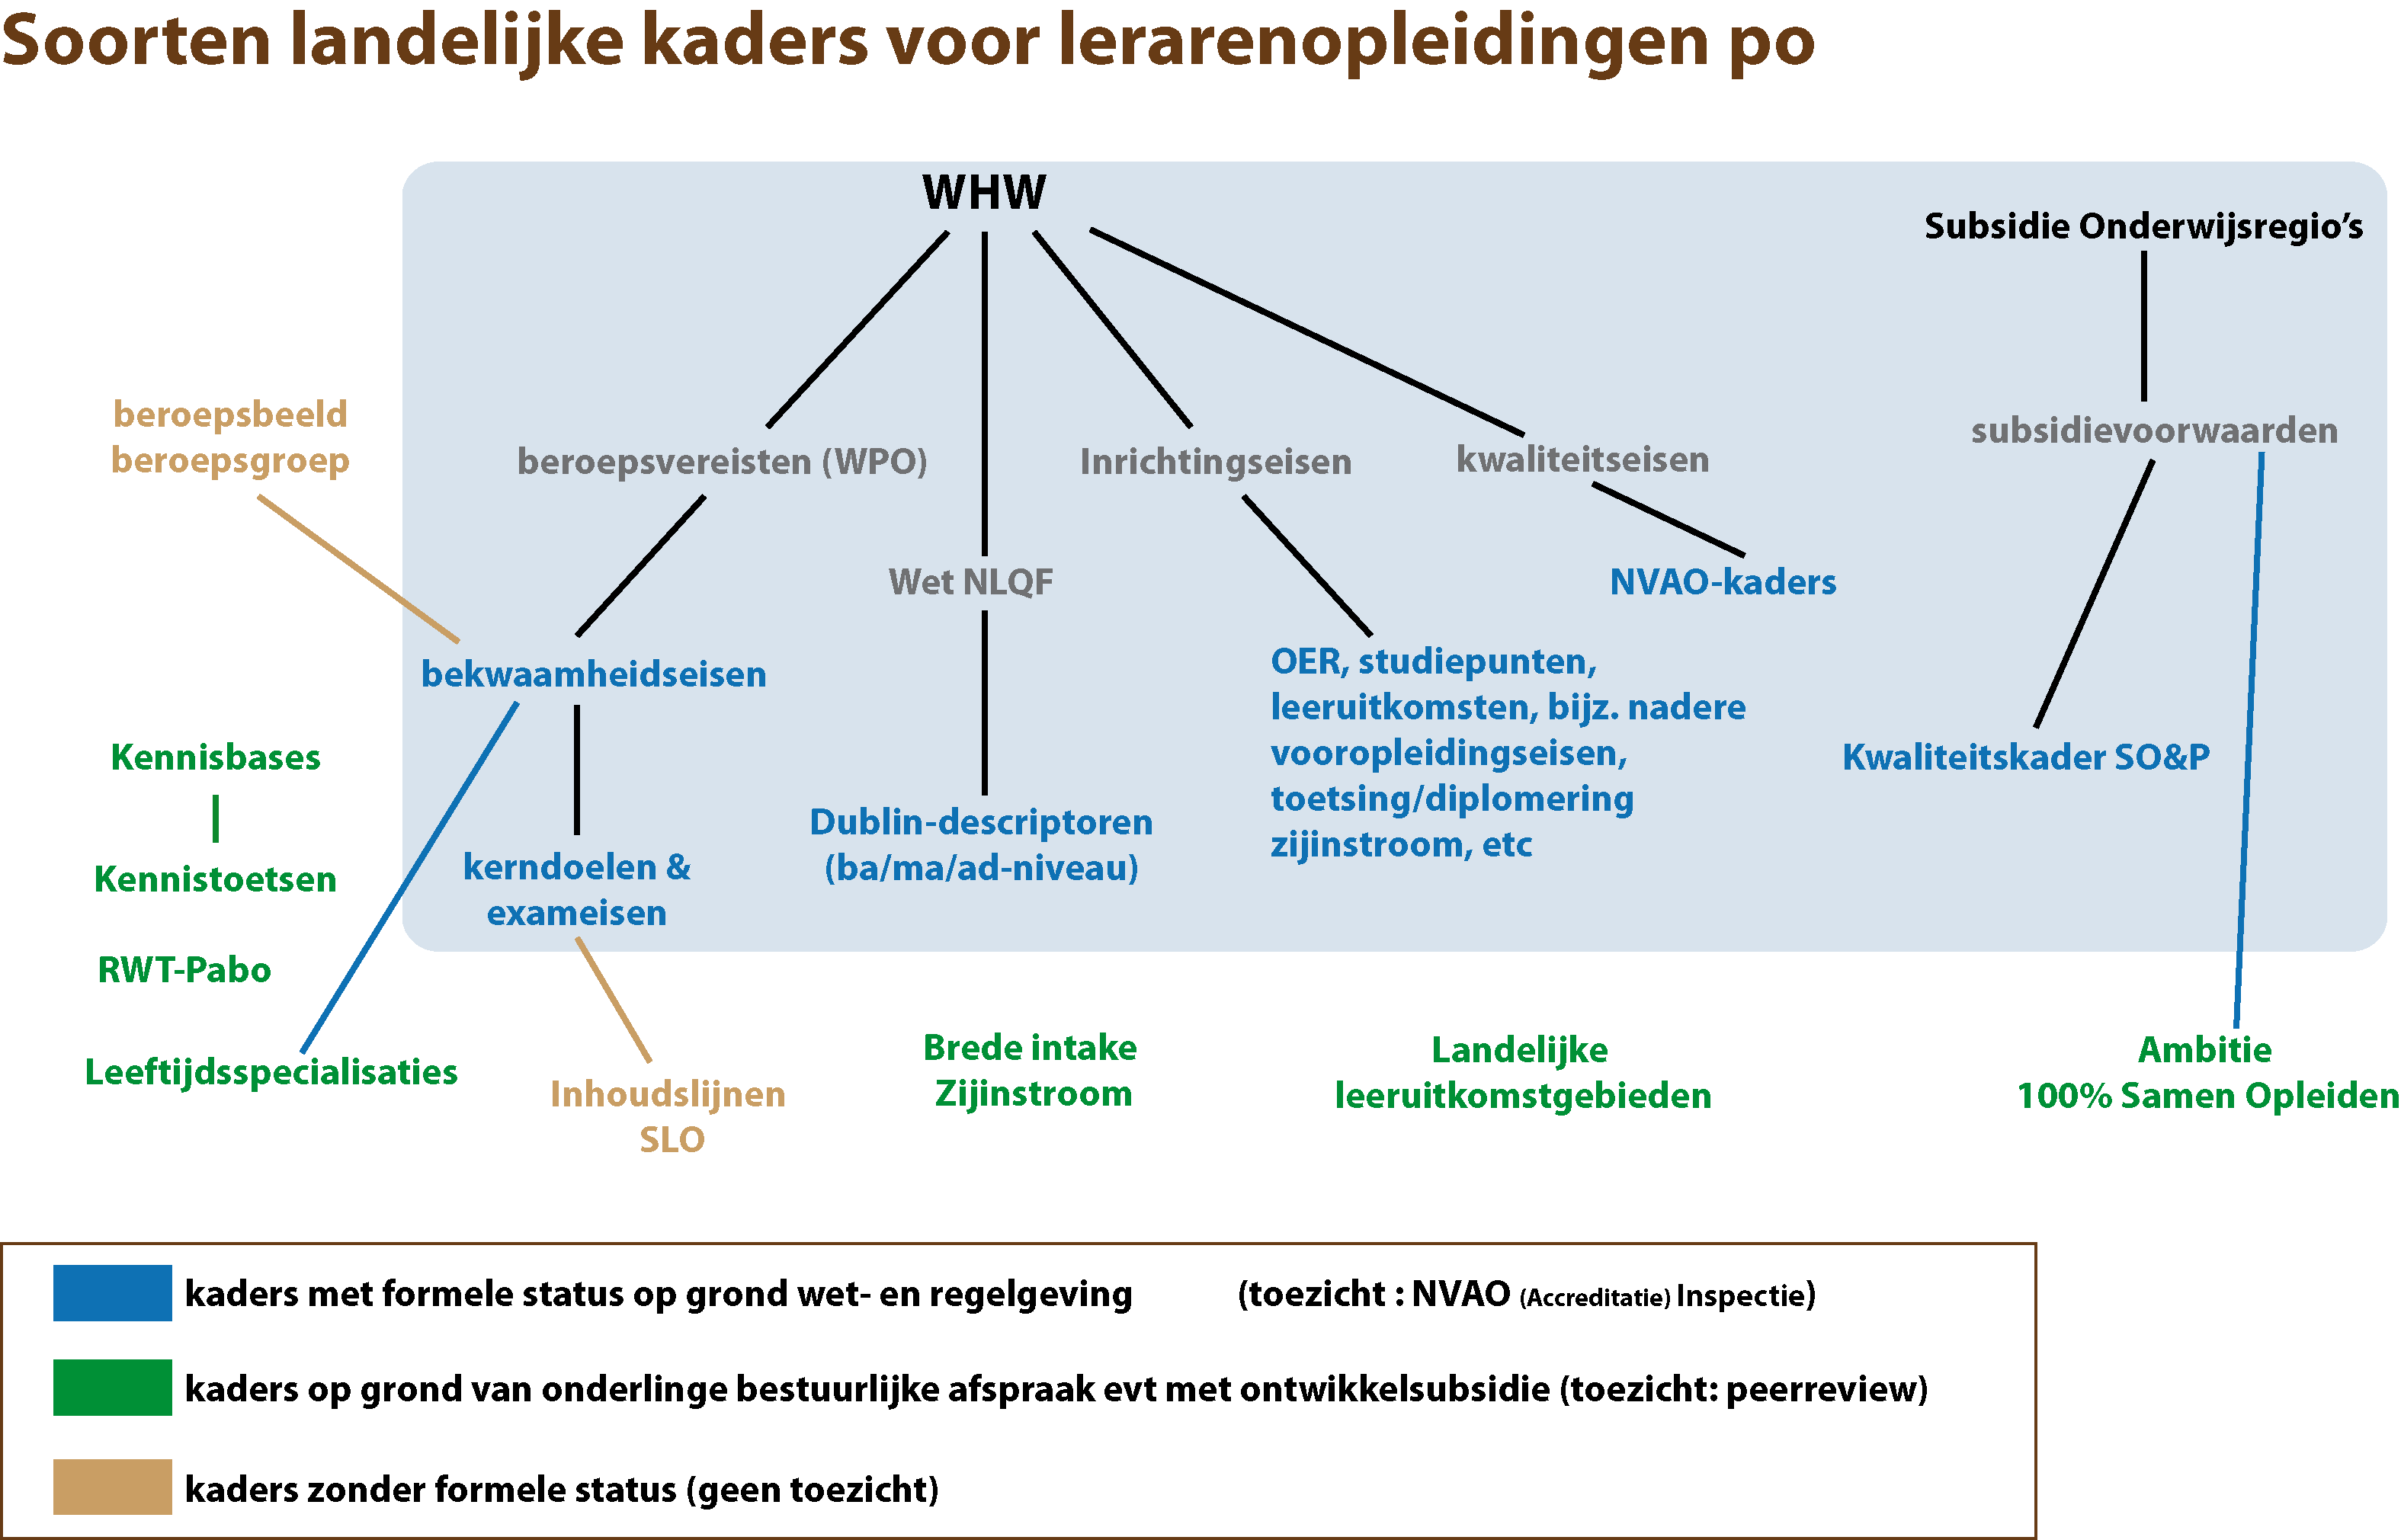 Soorten landelijke kaders voor lerarenopleidingen po
WHW
Subsidie Onderwijsregio’s
beroepsbeeld
beroepsgroep
beroepsvereisten (WPO)
Inrichtingseisen
kwaliteitseisen
subsidievoorwaarden
Wet NLQF
NVAO-kaders
bekwaamheidseisen
OER, studiepunten,
leeruitkomsten, bijz. nadere
vooropleidingseisen,
toetsing/diplomering
zijinstroom, etc
Kennisbases
Kwaliteitskader SO&P
Dublin-descriptoren
(ba/ma/ad-niveau)
kerndoelen &
exameisen
Kennistoetsen
RWT-Pabo
Leeftijdsspecialisaties
Inhoudslijnen
SLO
Brede intake
Zijinstroom
Landelijke
leeruitkomstgebieden
Ambitie
100% Samen Opleiden
kaders met formele status op grond wet- en regelgeving (toezicht : NVAO (Accreditatie) Inspectie)
kaders op grond van onderlinge bestuurlijke afspraak evt met ontwikkelsubsidie (toezicht: peerreview)
kaders zonder formele status (geen toezicht)